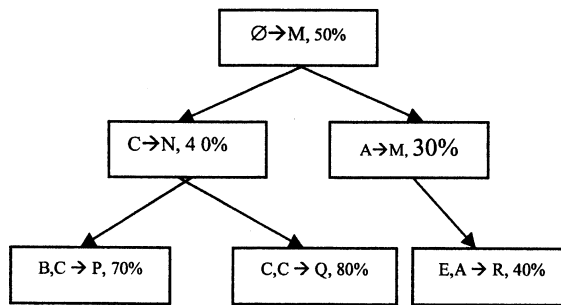 ∅→M, 50%
C→N, 4 0%
A→M, 30%
B,C → P, 70%
C,C → Q, 80%
E,A → R, 40%